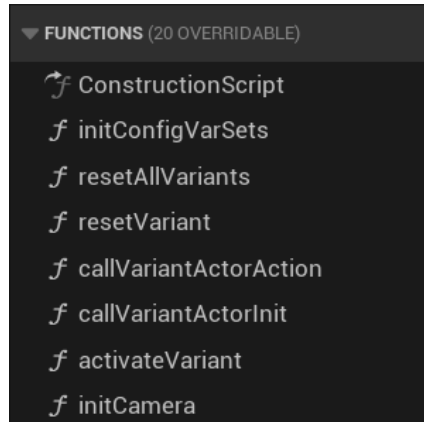 FUNCTIONS (20 OVERRIDABLE)
ConstructionScript
initConfigVarSets
resetAllVariants
resetVariant
callVariantActorAction
callVariantActorInit
activateVariant
initCamera